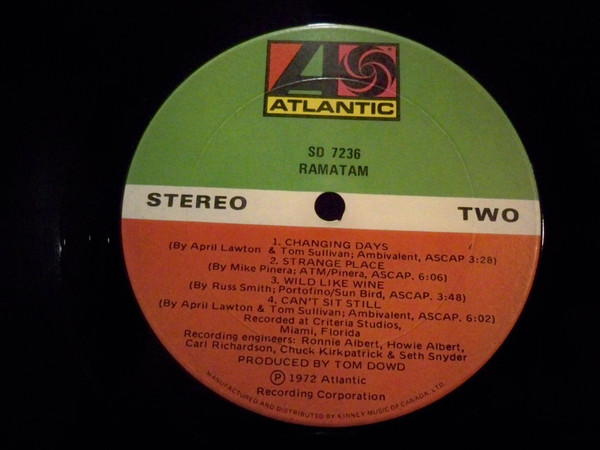 ATLANTIC
SD 7236
RAMATAM
STEREO
TWO
1. CHANGING DAYS
(By April Lawton & Tom Sullivan; Ambivalent, ASCAP 3:28)
2. STRANGE PLACE
(By Mike Pinera; ATM/Pinera, ASCAP. 6:06)
3. WILD LIKE WINE
(By Russ Smith; Portofino/Sun Bird, ASCAP. 3:48)
4. CAN'T SIT STILL
(By April Lawton & Tom Sullivan; Ambivalent, ASCAP. 6:02)
Recorded at Criteria Studios,
Miami, Florida
Recording engineers: Ronnie Albert, Howie Albert,
Carl Richardson, Chuck Kirkpatrick & Seth Snyder
PRODUCED BY TOM DOWD
Ⓟ 1972 Atlantic
Recording Corporation
MANUFACTURED AND DISTRIBUTED BY KINNEY MUSIC OF CANADA, LTD.